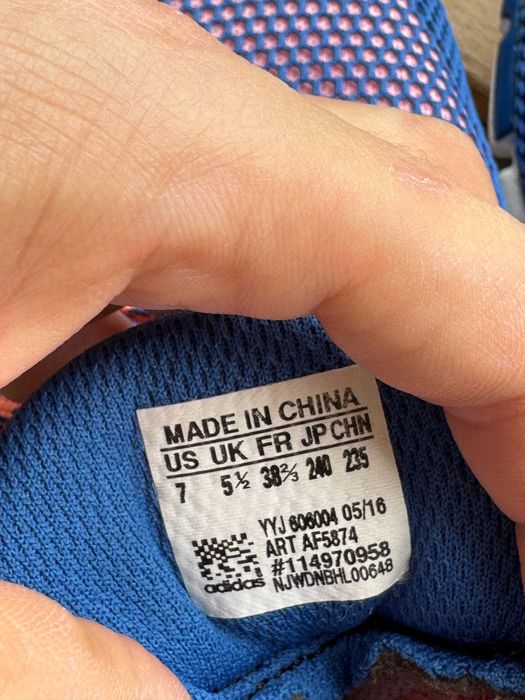 MADE IN CHINA
US UK FR JP CHN
7 5½ 38⅔ 240 235
YYJ 606004 05/16
ART AF5874
#114970958
adidas NJWDNBHL00648